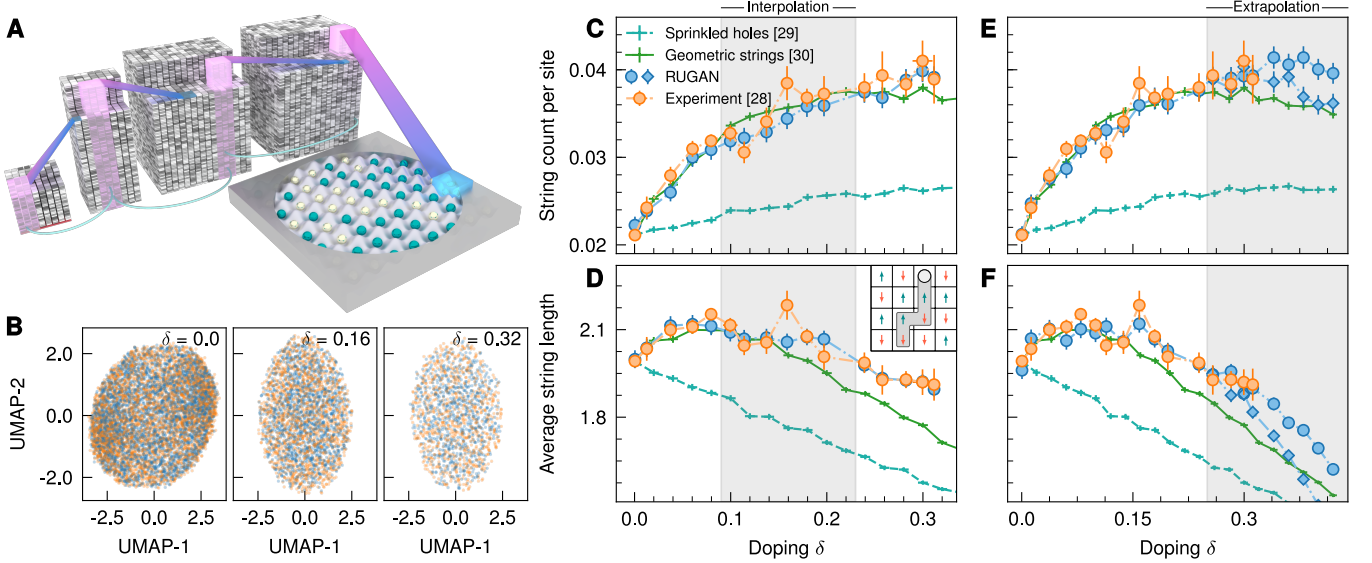 A
B
δ = 0.0
δ = 0.16
δ = 0.32
UMAP-2
2.0
0.0
-2.0
-2.5 0.0 2.5
-2.5 0.0 2.5
-2.5 0.0 2.5
UMAP-1
UMAP-1
UMAP-1
Interpolation
C
Sprinkled holes [29]
Geometric strings [30]
RUGAN
Experiment [28]
String count per site
0.04
0.03
0.02
D
Average string length
2.1
1.8
0.0 0.1 0.2 0.3
Doping δ
Extrapolation
E
F
0.0 0.15 0.3
Doping δ